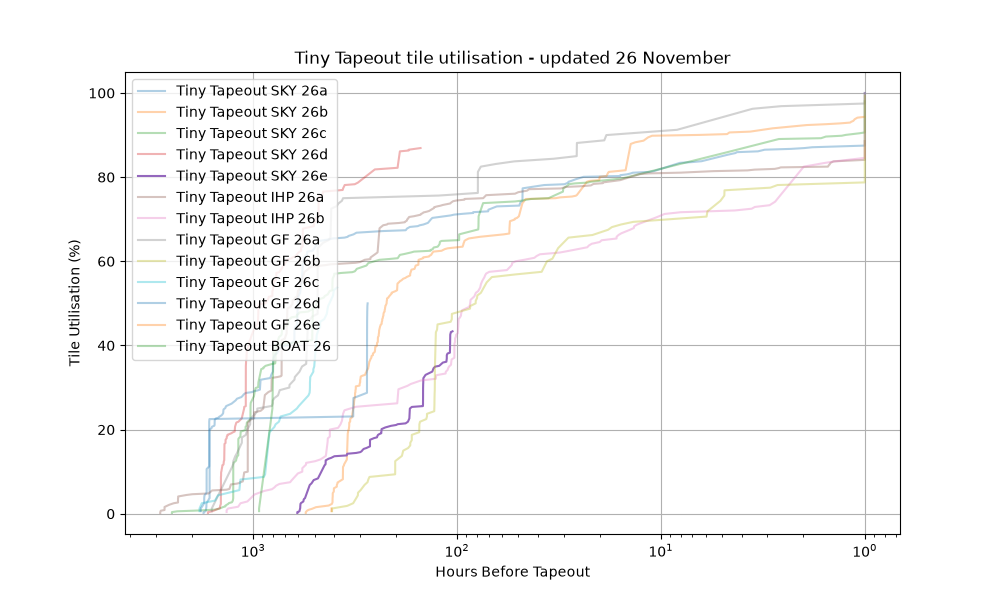 Tiny Tapeout tile utilisation - updated 26 November
Tile Utilisation (%)
100
80
60
40
20
0
Tiny Tapeout SKY 26a
Tiny Tapeout SKY 26b
Tiny Tapeout SKY 26c
Tiny Tapeout SKY 26d
Tiny Tapeout SKY 26e
Tiny Tapeout IHP 26a
Tiny Tapeout IHP 26b
Tiny Tapeout GF 26a
Tiny Tapeout GF 26b
Tiny Tapeout GF 26c
Tiny Tapeout GF 26d
Tiny Tapeout GF 26e
Tiny Tapeout BOAT 26
10³ 10² 10¹ 10⁰
Hours Before Tapeout